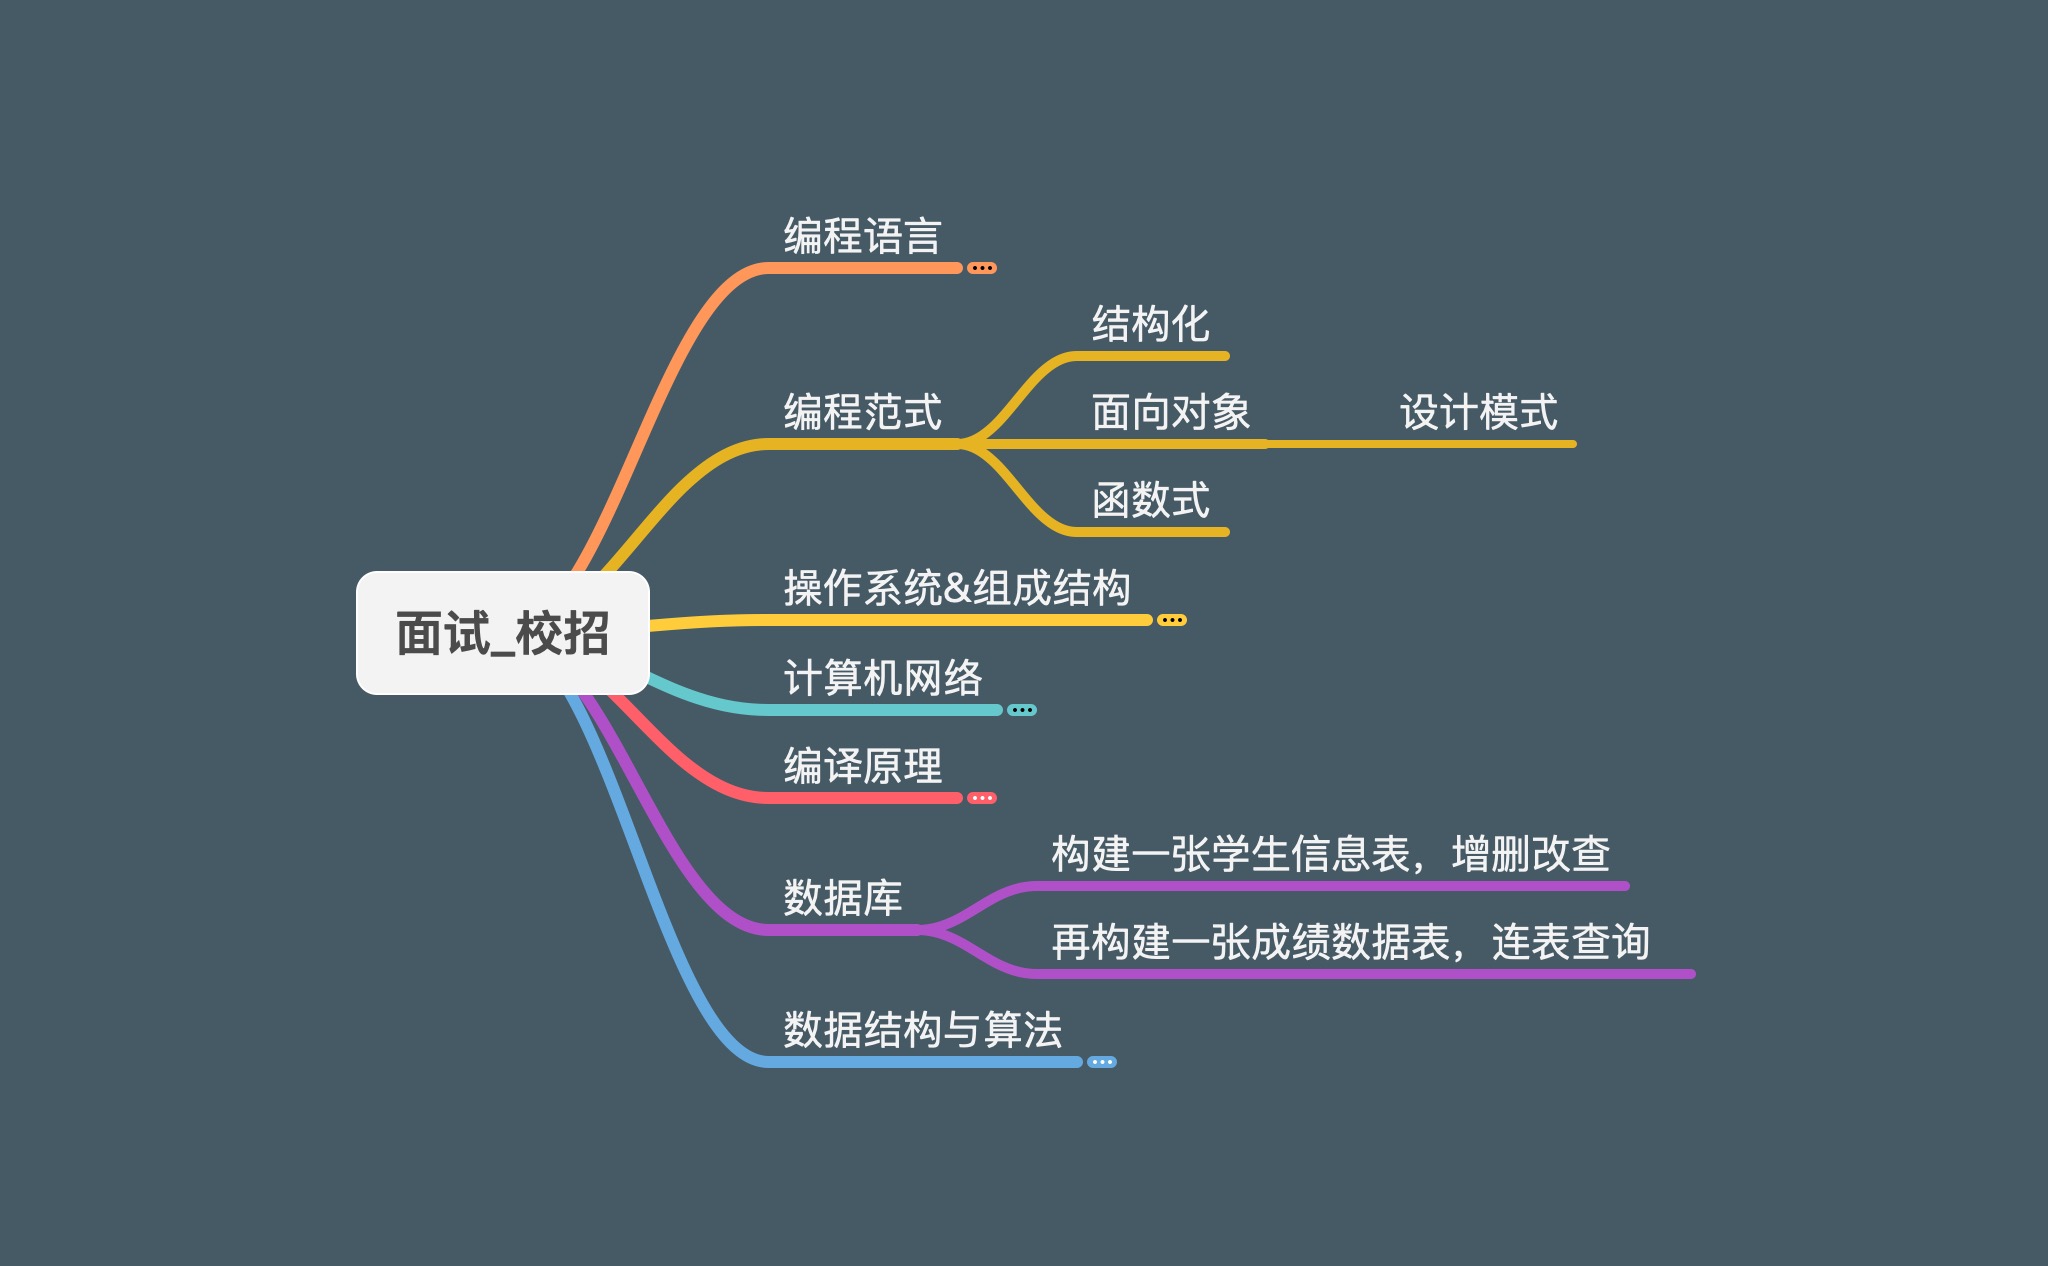 编程语言
结构化
编程范式
面向对象
设计模式
函数式
操作系统&组成结构
面试_校招
计算机网络
编译原理
构建一张学生信息表，增删改查
数据库
再构建一张成绩数据表，连表查询
数据结构与算法